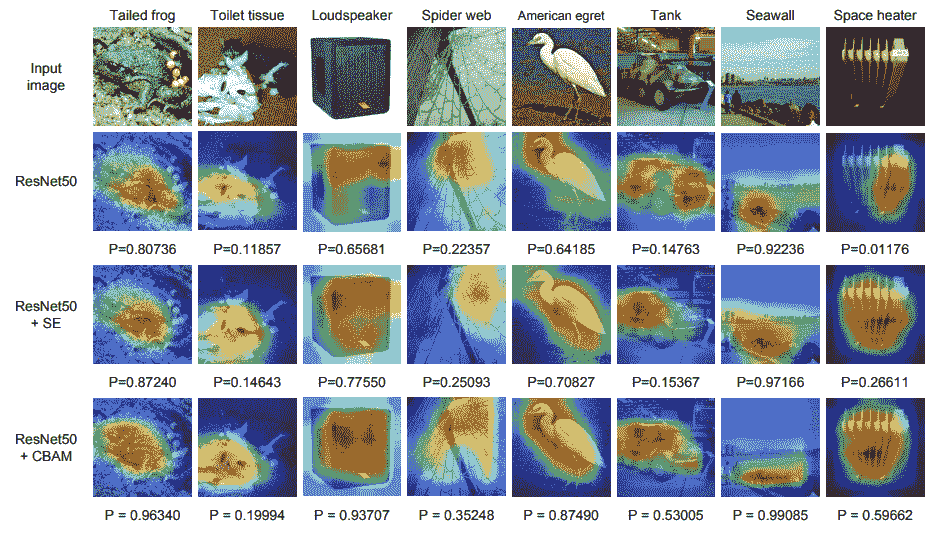 Tailed frog Toilet tissue Loudspeaker Spider web American egret Tank Seawall Space heater
Input
image
ResNet50
P=0.80736 P=0.11857 P=0.65681 P=0.22357 P=0.64185 P=0.14763 P=0.92236 P=0.01176
ResNet50
+ SE
P=0.87240 P=0.14643 P=0.77550 P=0.25093 P=0.70827 P=0.15367 P=0.97166 P=0.26611
ResNet50
+ CBAM
P = 0.96340 P = 0.19994 P = 0.93707 P = 0.35248 P = 0.87490 P = 0.53005 P = 0.99085 P = 0.59662